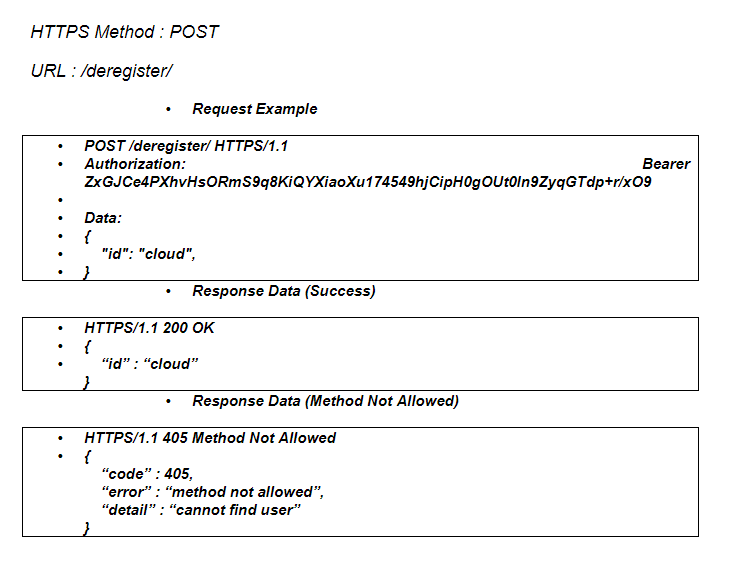 HTTPS Method : POST
URL : /deregister/
• Request Example
• POST /deregister/ HTTPS/1.1
• Authorization: Bearer
ZxGJCe4PXhvHsORmS9q8KiQYXiaoXu174549hjCipH0gOUt0In9ZyqGTdp+r/xO9
•
• Data:
• {
• "id": "cloud",
• }
• Response Data (Success)
• HTTPS/1.1 200 OK
• {
• “id” : “cloud”
}
• Response Data (Method Not Allowed)
• HTTPS/1.1 405 Method Not Allowed
• {
“code” : 405,
“error” : “method not allowed”,
“detail” : “cannot find user”
}